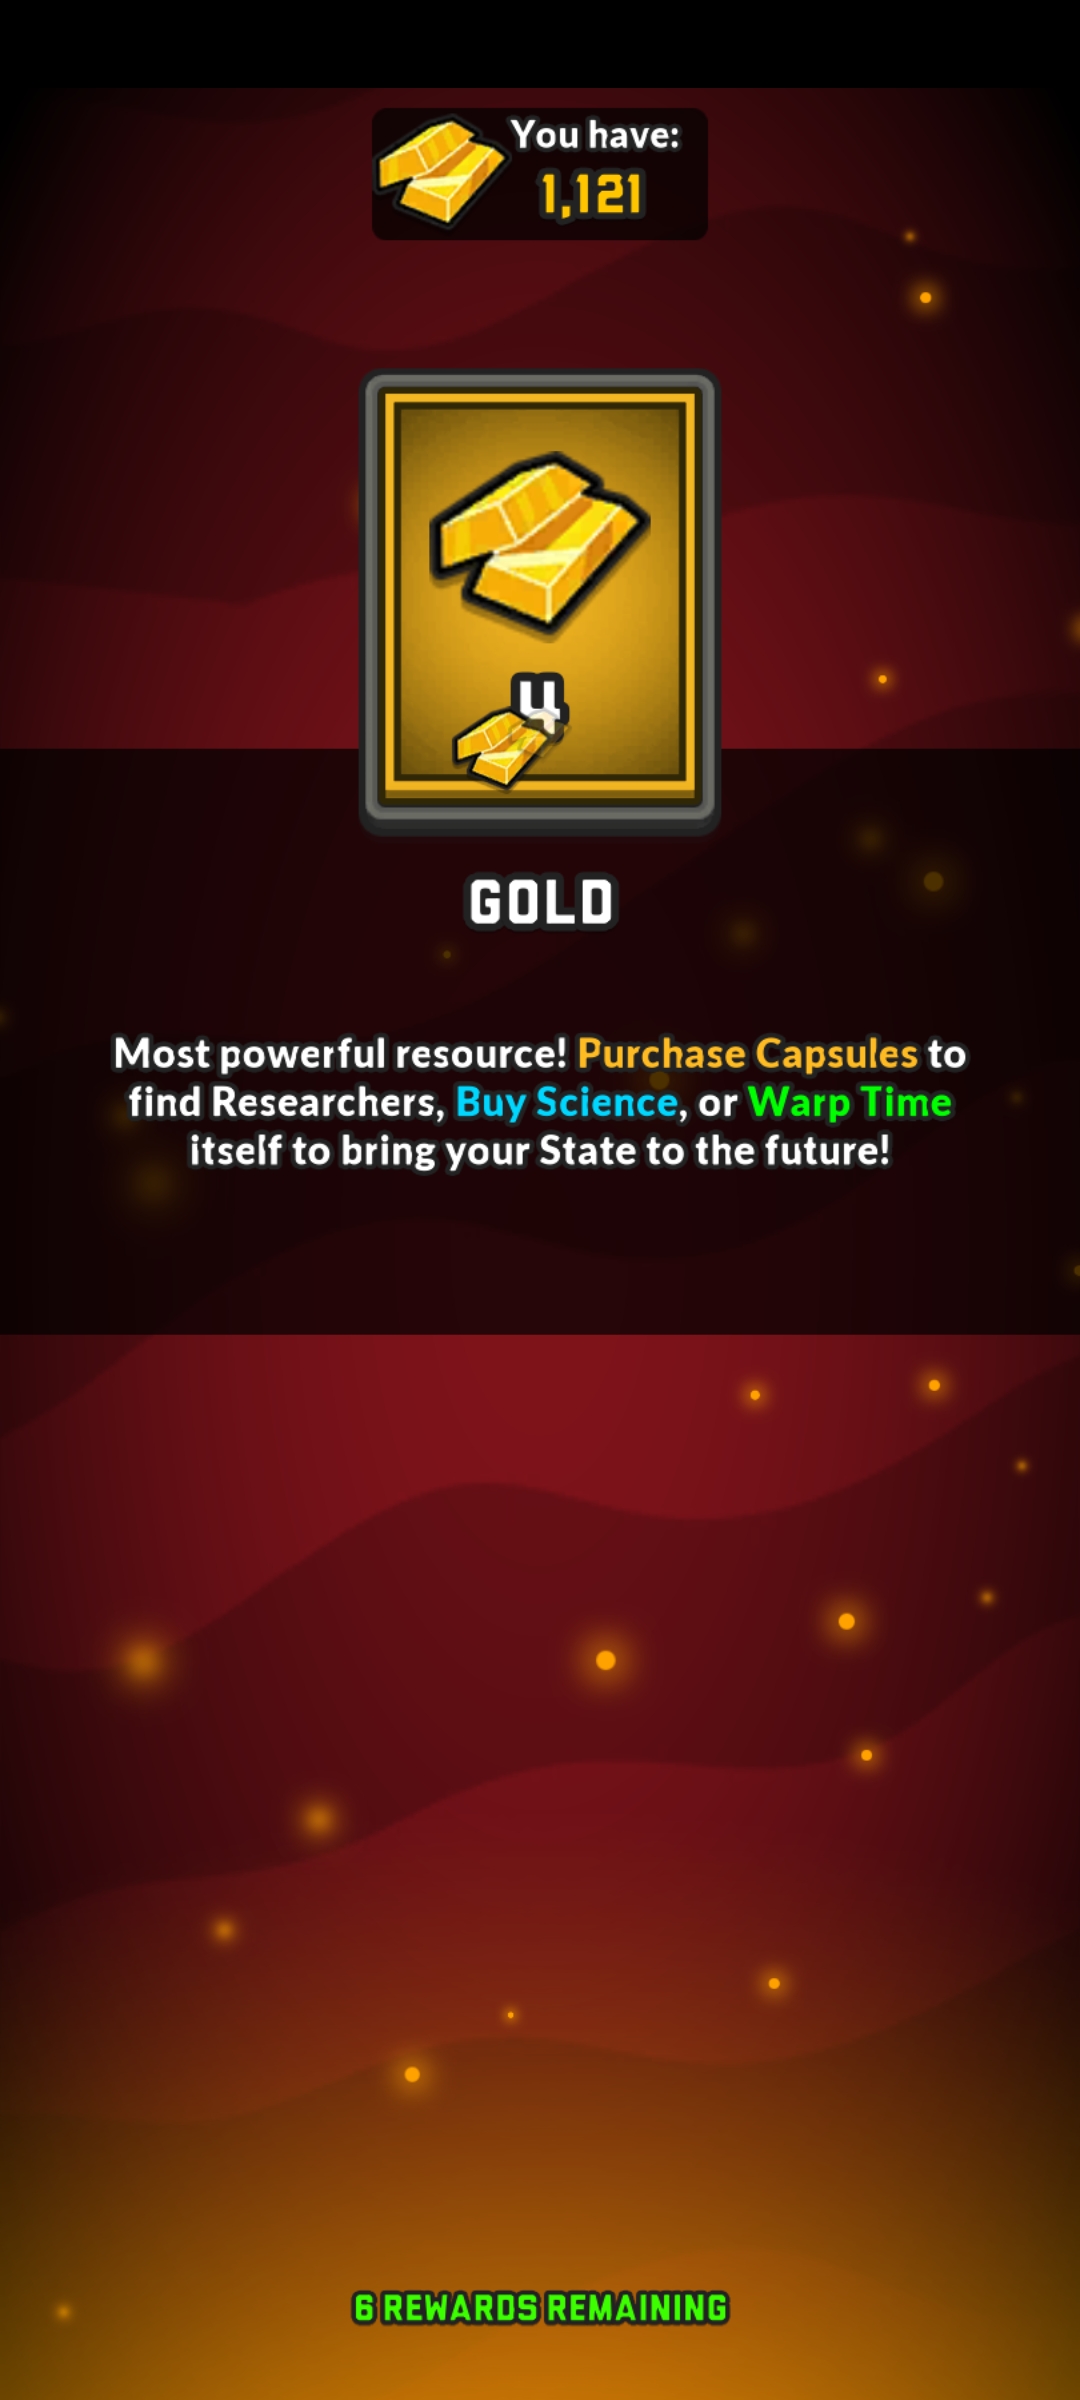 You have:
1,121
4
GOLD
Most powerful resource! Purchase Capsules to
find Researchers, Buy Science, or Warp Time
itself to bring your State to the future!
6 REWARDS REMAINING